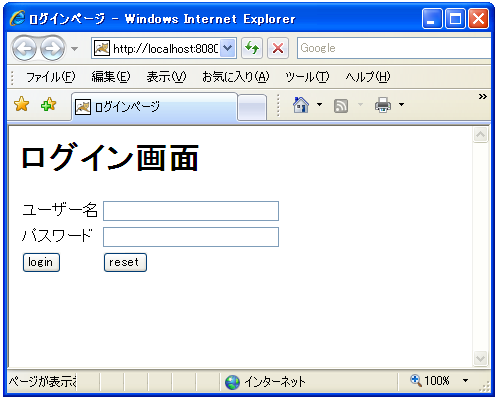 ログインページ - Windows Internet Explorer
http://localhost:8080
Google
ファイル(F) 編集(E) 表示(V) お気に入り(A) ツール(T) ヘルプ(H)
ログインページ
»
ログイン画面
ユーザー名
パスワード
login reset
ページが表示 インターネット 100%